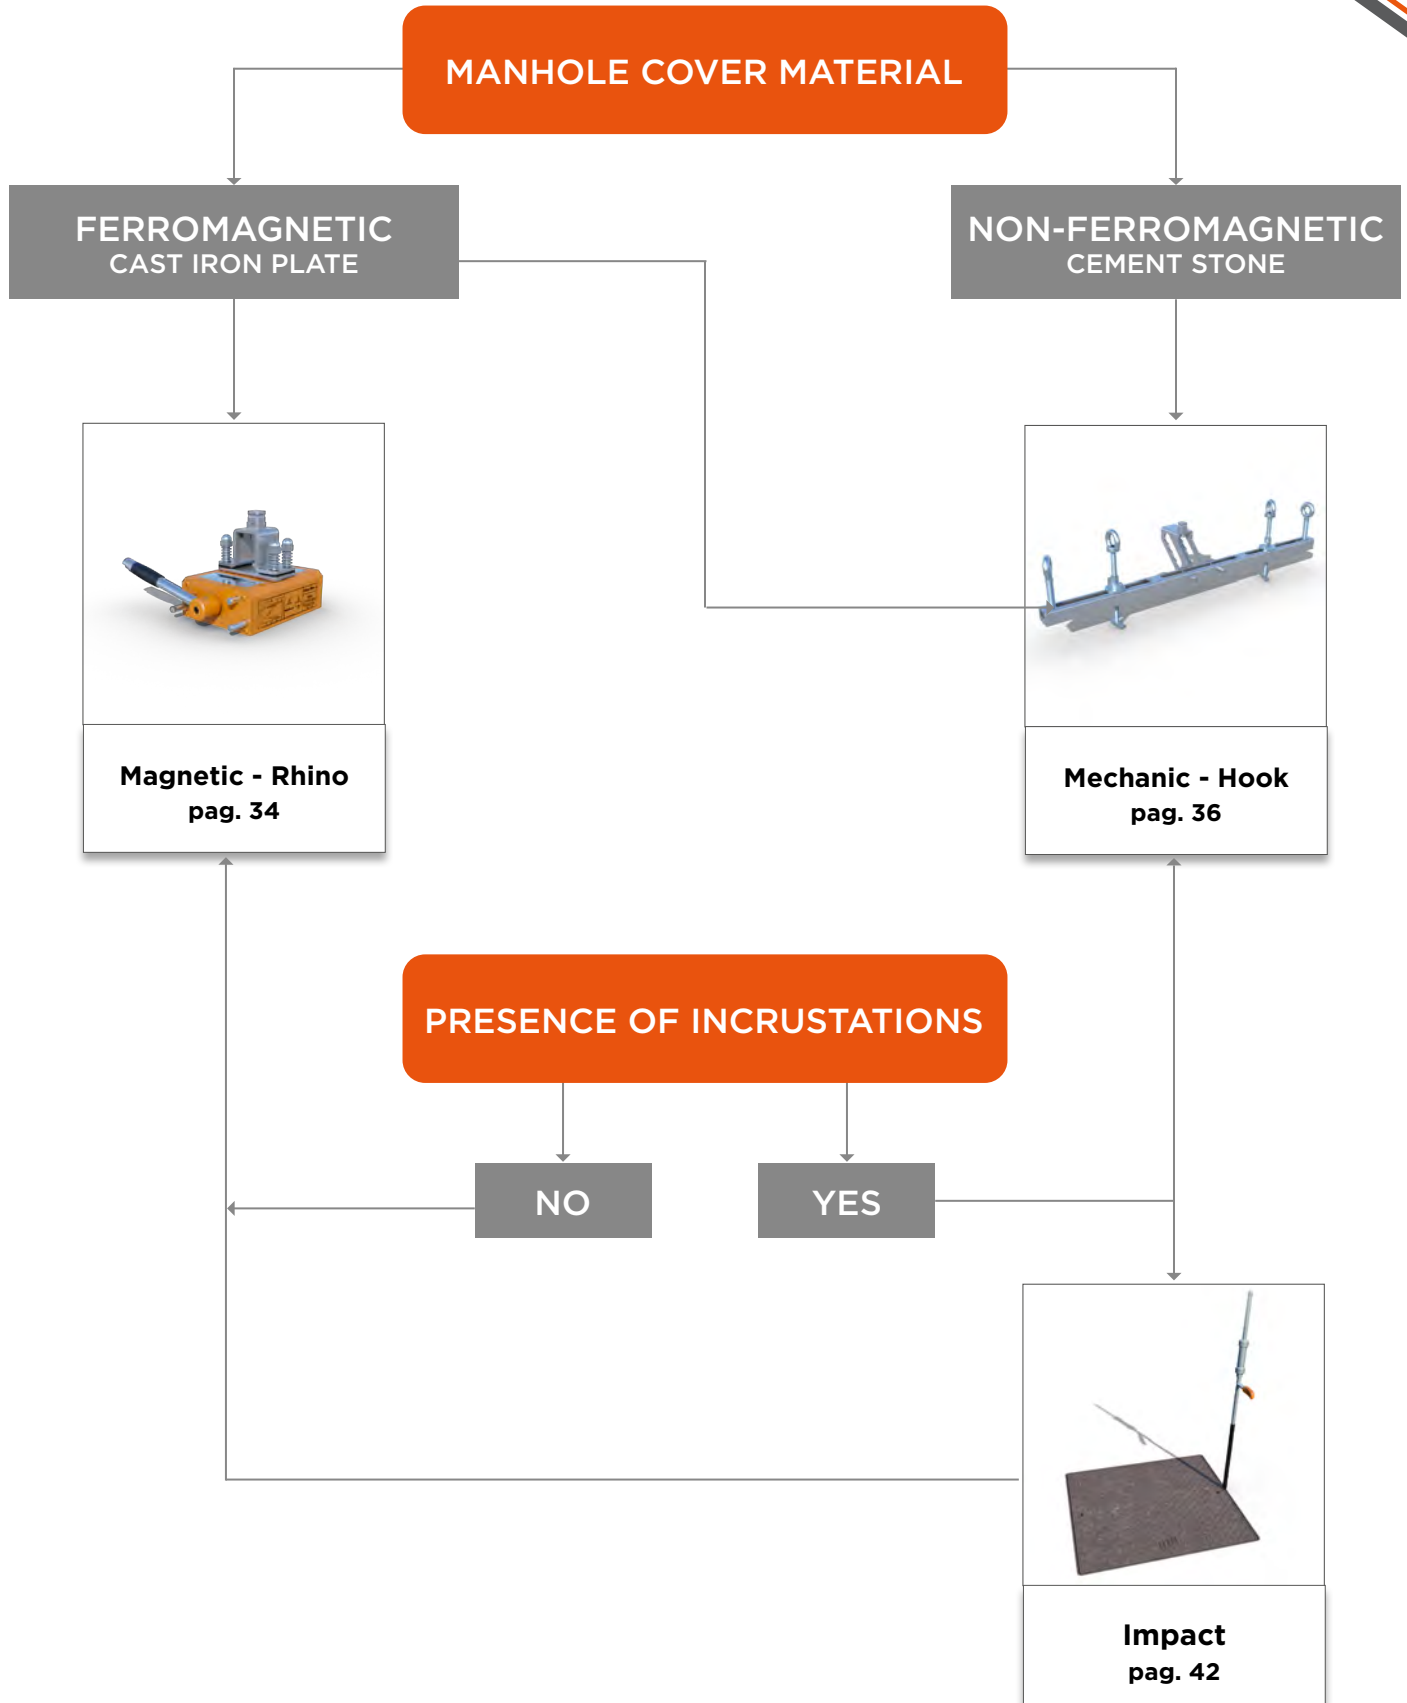 MANHOLE COVER MATERIAL
FERROMAGNETIC
CAST IRON PLATE
NON-FERROMAGNETIC
CEMENT STONE
Magnetic - Rhino
pag. 34
Mechanic - Hook
pag. 36
PRESENCE OF INCRUSTATIONS
NO
YES
Impact
pag. 42